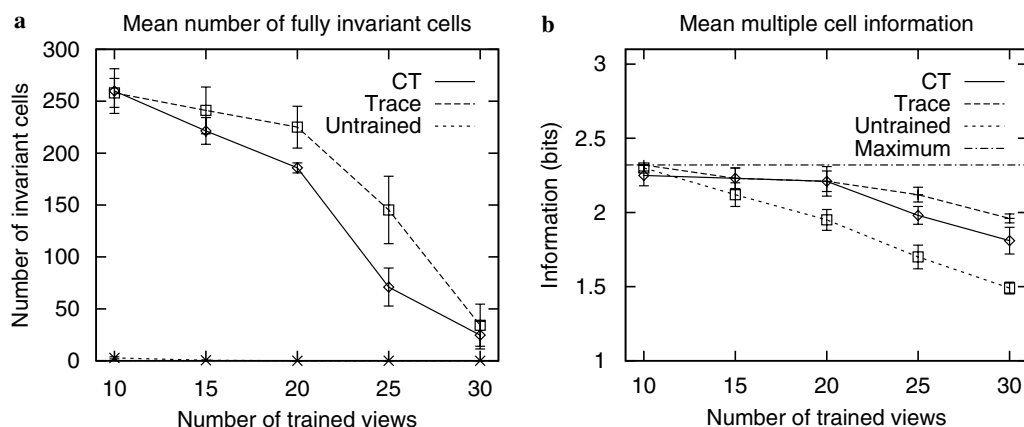 a
Mean number of fully invariant cells
300
250
200
150
100
50
0
Number of invariant cells
CT
Trace
Untrained
10 15 20 25 30
Number of trained views
b
Mean multiple cell information
3
2.5
2
1.5
1
Information (bits)
CT
Trace
Untrained
Maximum
10 15 20 25 30
Number of trained views